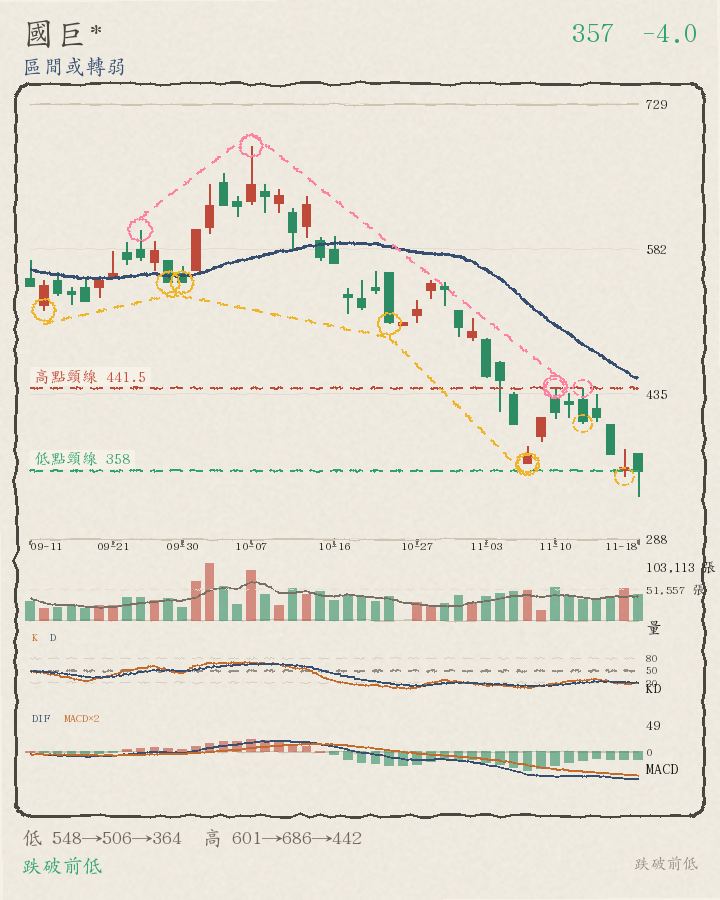 國巨* 357 -4.0
區間或轉弱
729
582
高點頸線 441.5
435
低點頸線 358
288
09-11 09-21 09-30 10-07 10-16 10-27 11-03 11-10 11-18
103,113 張
51,557 張
量
K D
80
50
20
KD
DIF MACD×2
49
0
MACD
低 548→506→364 高 601→686→442
跌破前低 跌破前低